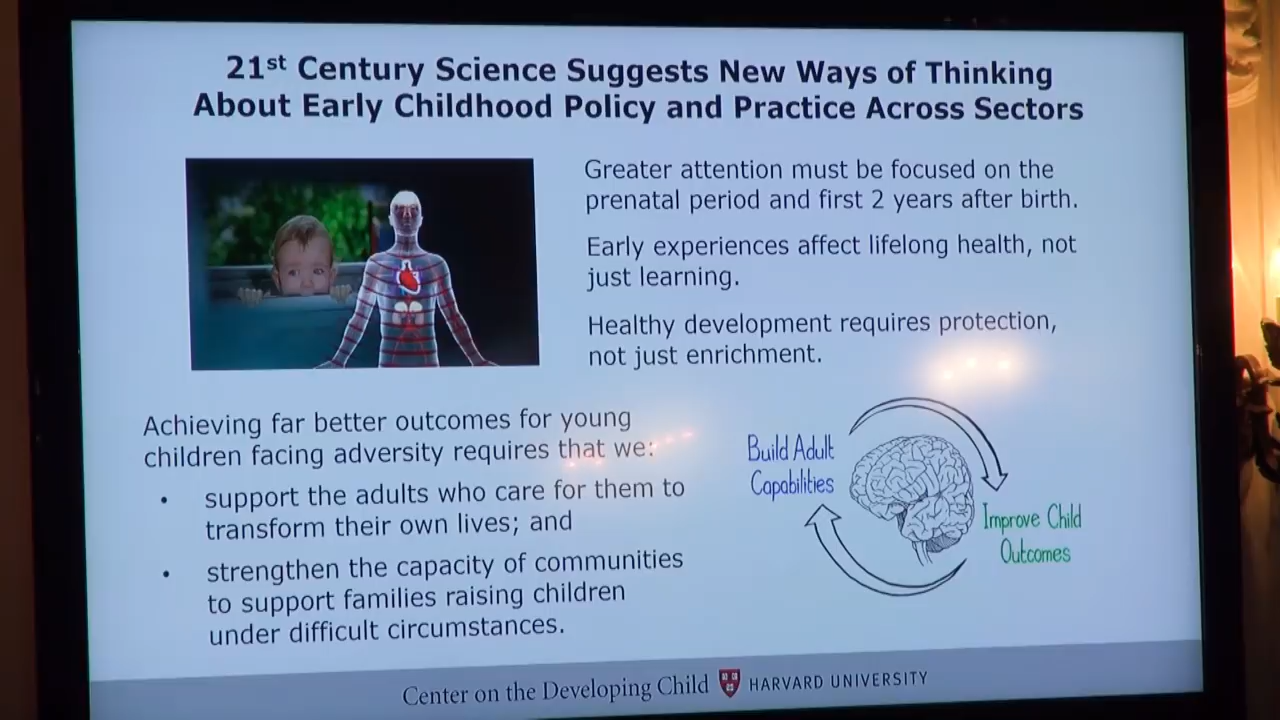 21st Century Science Suggests New Ways of Thinking
About Early Childhood Policy and Practice Across Sectors
Greater attention must be focused on the
prenatal period and first 2 years after birth.
Early experiences affect lifelong health, not
just learning.
Healthy development requires protection,
not just enrichment.
Achieving far better outcomes for young
children facing adversity requires that we:
• support the adults who care for them to
transform their own lives; and
• strengthen the capacity of communities
to support families raising children
under difficult circumstances.
Build Adult
Capabilities
Improve Child
Outcomes
Center on the Developing Child HARVARD UNIVERSITY